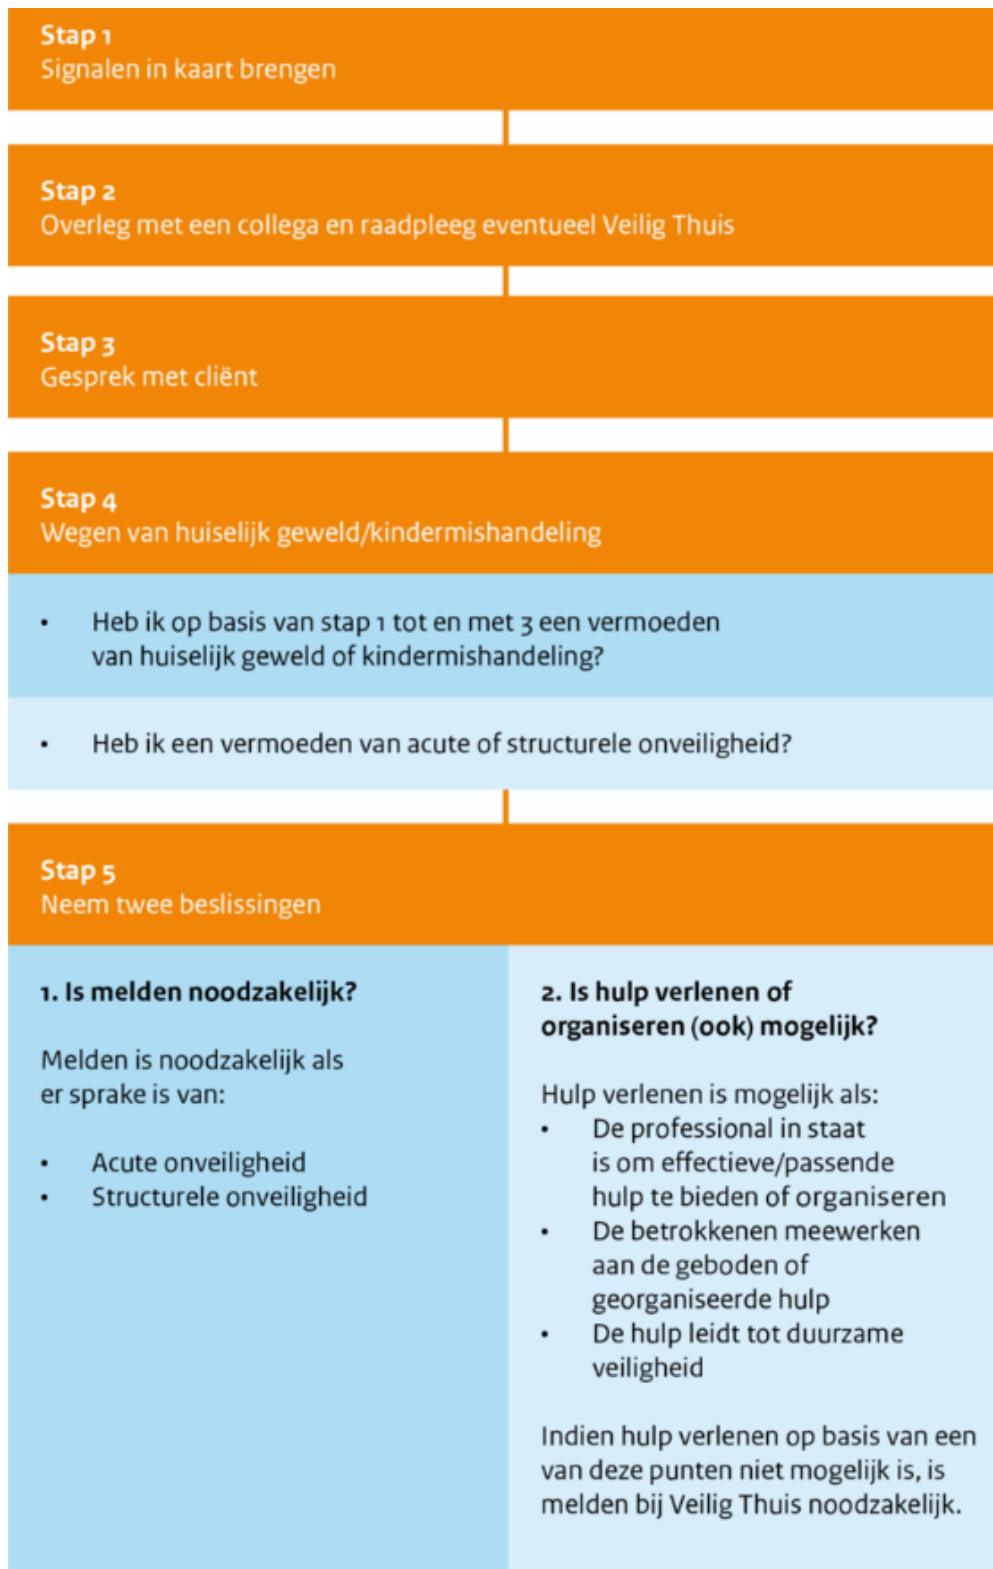 Stap 1
Signalen in kaart brengen
Stap 2
Overleg met een collega en raadpleeg eventueel Veilig Thuis
Stap 3
Gesprek met cliënt
Stap 4
Wegen van huiselijk geweld/kindermishandeling
• Heb ik op basis van stap 1 tot en met 3 een vermoeden
van huiselijk geweld of kindermishandeling?
• Heb ik een vermoeden van acute of structurele onveiligheid?
Stap 5
Neem twee beslissingen
1. Is melden noodzakelijk?
Melden is noodzakelijk als
er sprake is van:
• Acute onveiligheid
• Structurele onveiligheid
2. Is hulp verlenen of
organiseren (ook) mogelijk?
Hulp verlenen is mogelijk als:
• De professional in staat
is om effectieve/passende
hulp te bieden of organiseren
• De betrokkenen meewerken
aan de geboden of
georganiseerde hulp
• De hulp leidt tot duurzame
veiligheid
Indien hulp verlenen op basis van een
van deze punten niet mogelijk is, is
melden bij Veilig Thuis noodzakelijk.